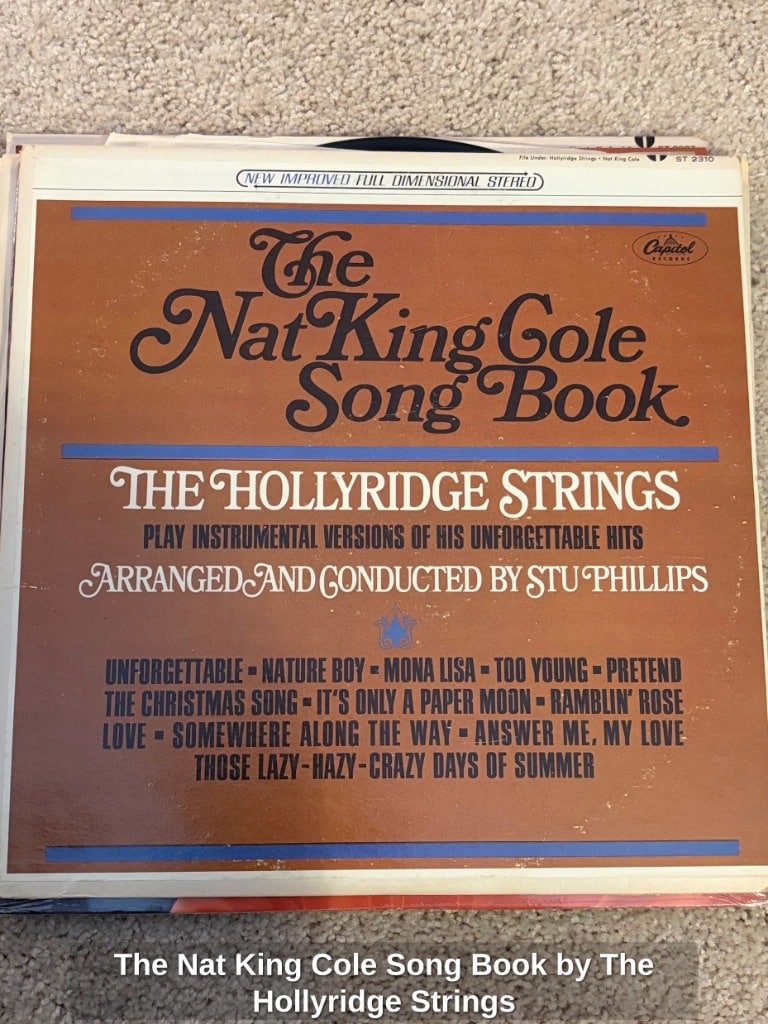 File Under: Hollyridge Strings • Nat King Cole
ST 2310
NEW IMPROVED FULL DIMENSIONAL STEREO
Capitol
RECORDS
The
Nat King Cole
Song Book
THE HOLLYRIDGE STRINGS
PLAY INSTRUMENTAL VERSIONS OF HIS UNFORGETTABLE HITS
ARRANGED AND CONDUCTED BY STU PHILLIPS
UNFORGETTABLE ▪ NATURE BOY ▪ MONA LISA ▪ TOO YOUNG ▪ PRETEND
THE CHRISTMAS SONG ▪ IT'S ONLY A PAPER MOON ▪ RAMBLIN' ROSE
LOVE ▪ SOMEWHERE ALONG THE WAY ▪ ANSWER ME, MY LOVE
THOSE LAZY-HAZY-CRAZY DAYS OF SUMMER
The Nat King Cole Song Book by The
Hollyridge Strings